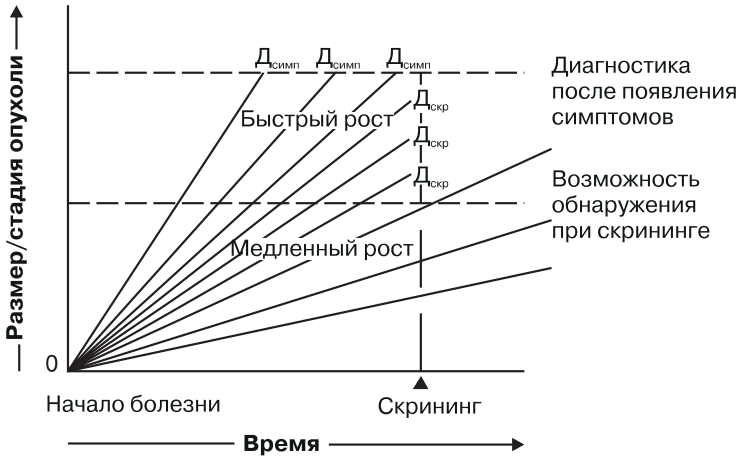 Размер/стадия опухоли
Дсимп Дсимп Дсимп
Диагностика
после появления
симптомов
Дскр
Быстрый рост
Дскр
Дскр
Возможность
обнаружения
при скрининге
Медленный рост
0
Начало болезни
Скрининг
Время